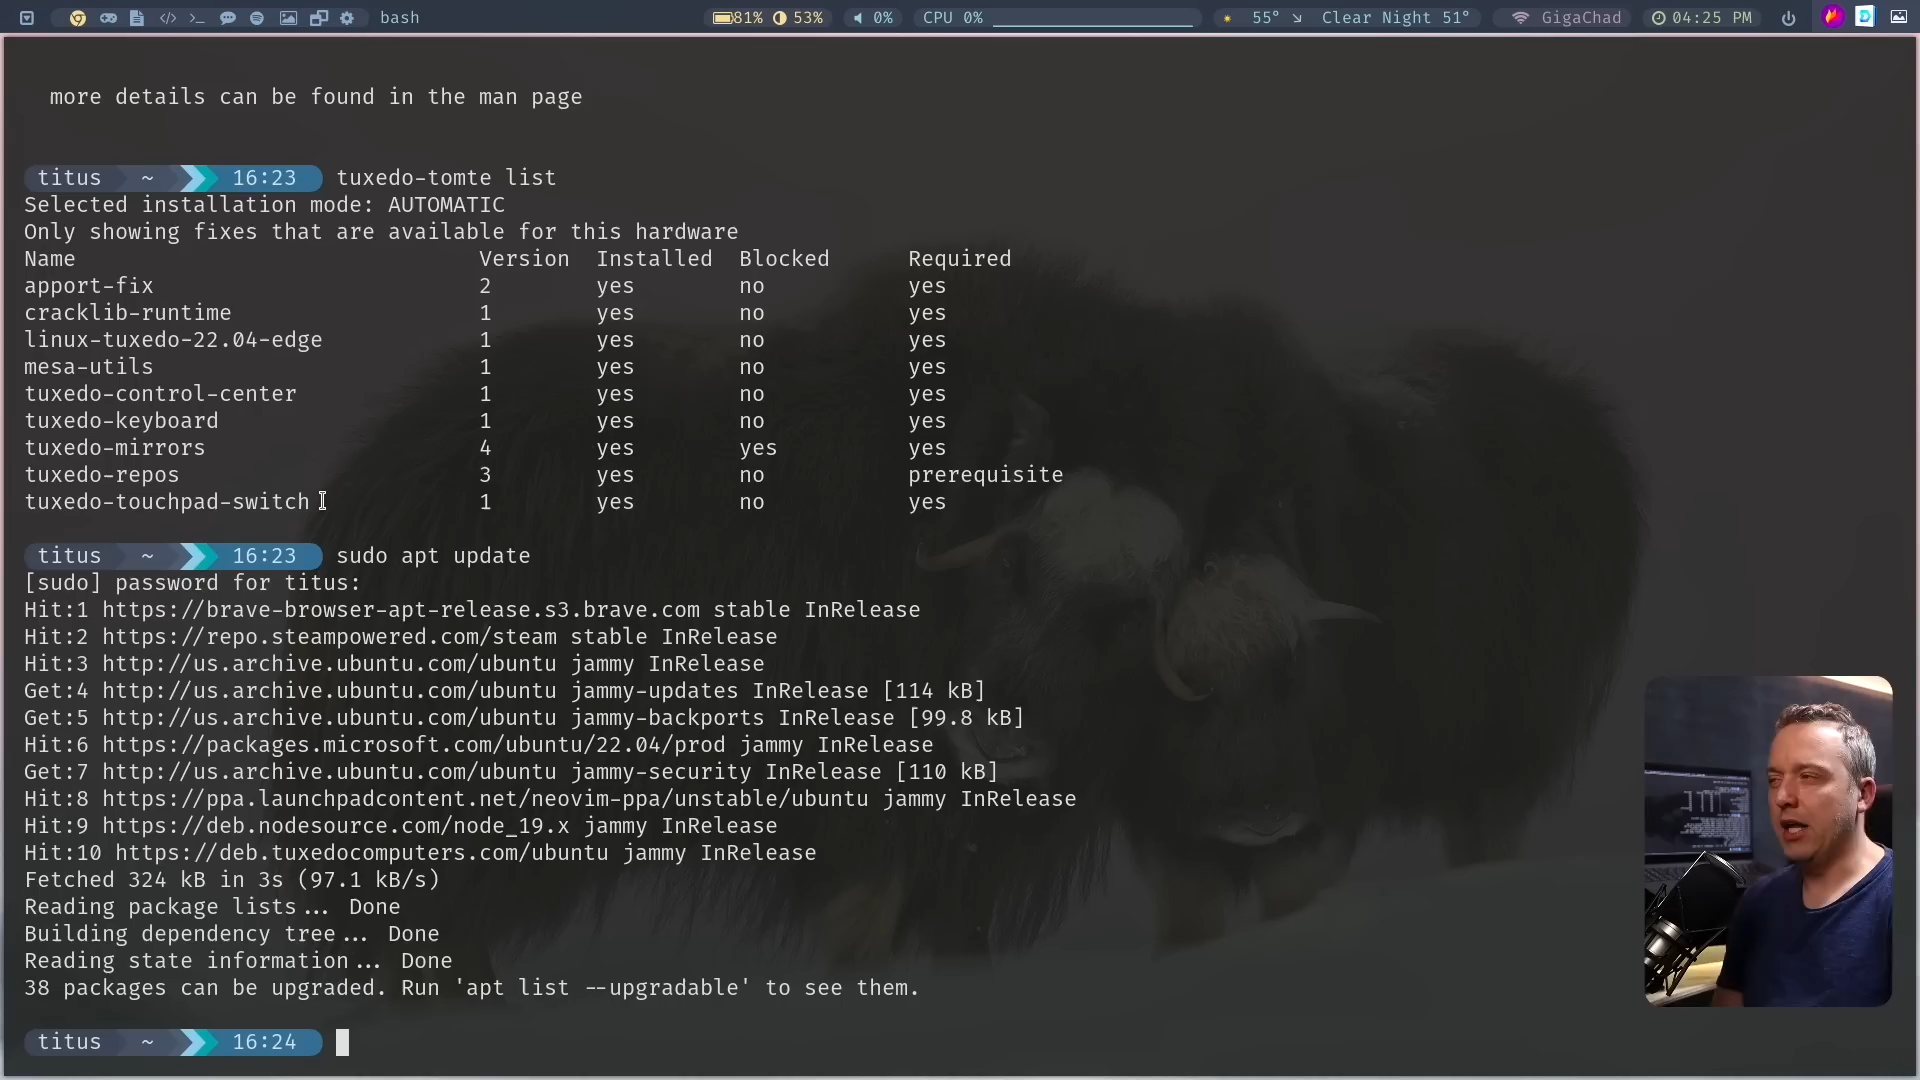 bash 81% 53% 0% CPU 0% 55° ↘ Clear Night 51° GigaChad 04:25 PM
more details can be found in the man page
titus ~ 16:23 tuxedo-tomte list
Selected installation mode: AUTOMATIC
Only showing fixes that are available for this hardware
Name Version Installed Blocked Required
apport-fix 2 yes no yes
cracklib-runtime 1 yes no yes
linux-tuxedo-22.04-edge 1 yes no yes
mesa-utils 1 yes no yes
tuxedo-control-center 1 yes no yes
tuxedo-keyboard 1 yes no yes
tuxedo-mirrors 4 yes yes yes
tuxedo-repos 3 yes no prerequisite
tuxedo-touchpad-switch 1 yes no yes
titus ~ 16:23 sudo apt update
[sudo] password for titus:
Hit:1 https://brave-browser-apt-release.s3.brave.com stable InRelease
Hit:2 https://repo.steampowered.com/steam stable InRelease
Hit:3 http://us.archive.ubuntu.com/ubuntu jammy InRelease
Get:4 http://us.archive.ubuntu.com/ubuntu jammy-updates InRelease [114 kB]
Get:5 http://us.archive.ubuntu.com/ubuntu jammy-backports InRelease [99.8 kB]
Hit:6 https://packages.microsoft.com/ubuntu/22.04/prod jammy InRelease
Get:7 http://us.archive.ubuntu.com/ubuntu jammy-security InRelease [110 kB]
Hit:8 https://ppa.launchpadcontent.net/neovim-ppa/unstable/ubuntu jammy InRelease
Hit:9 https://deb.nodesource.com/node_19.x jammy InRelease
Hit:10 https://deb.tuxedocomputers.com/ubuntu jammy InRelease
Fetched 324 kB in 3s (97.1 kB/s)
Reading package lists... Done
Building dependency tree... Done
Reading state information... Done
38 packages can be upgraded. Run 'apt list --upgradable' to see them.
titus ~ 16:24